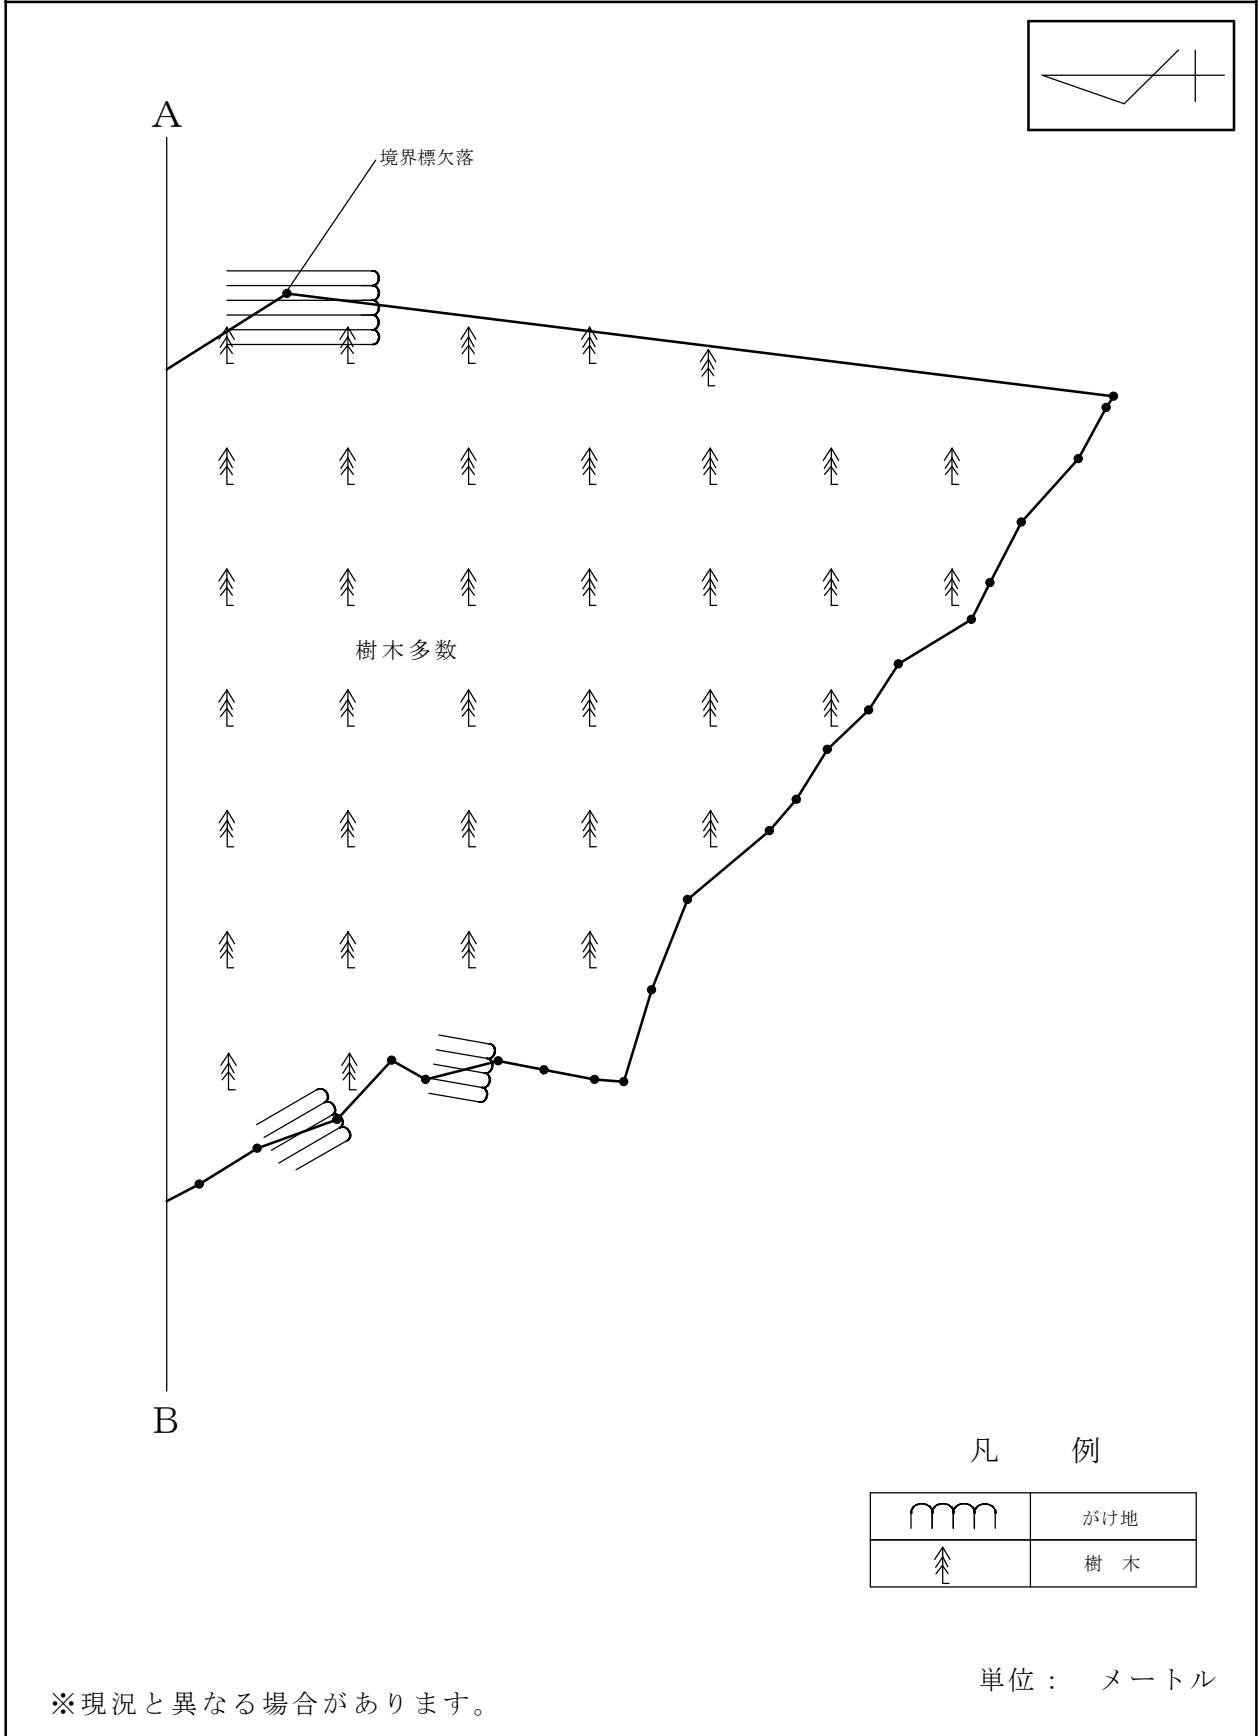 A
境界標欠落
樹木多数
B
凡 例
がけ地
樹 木
単位: メートル
※現況と異なる場合があります。